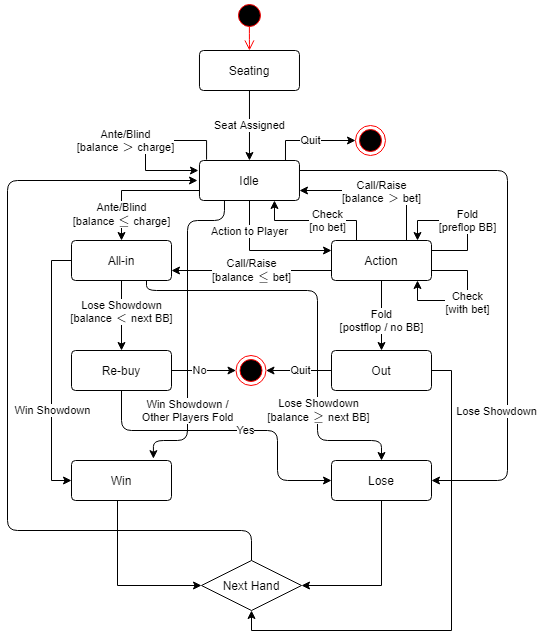 Seating
Seat Assigned
Ante/Blind
[balance > charge]
Quit
Idle
Call/Raise
[balance > bet]
Ante/Blind
[balance ≤ charge]
Action to Player
Check
[no bet]
Fold
[preflop BB]
All-in
Call/Raise
[balance ≤ bet]
Action
Check
[with bet]
Lose Showdown
[balance < next BB]
Fold
[postflop / no BB]
Re-buy
No
Quit
Out
Win Showdown
Win Showdown /
Other Players Fold
Lose Showdown
[balance ≥ next BB]
Lose Showdown
Yes
Win
Lose
Next Hand